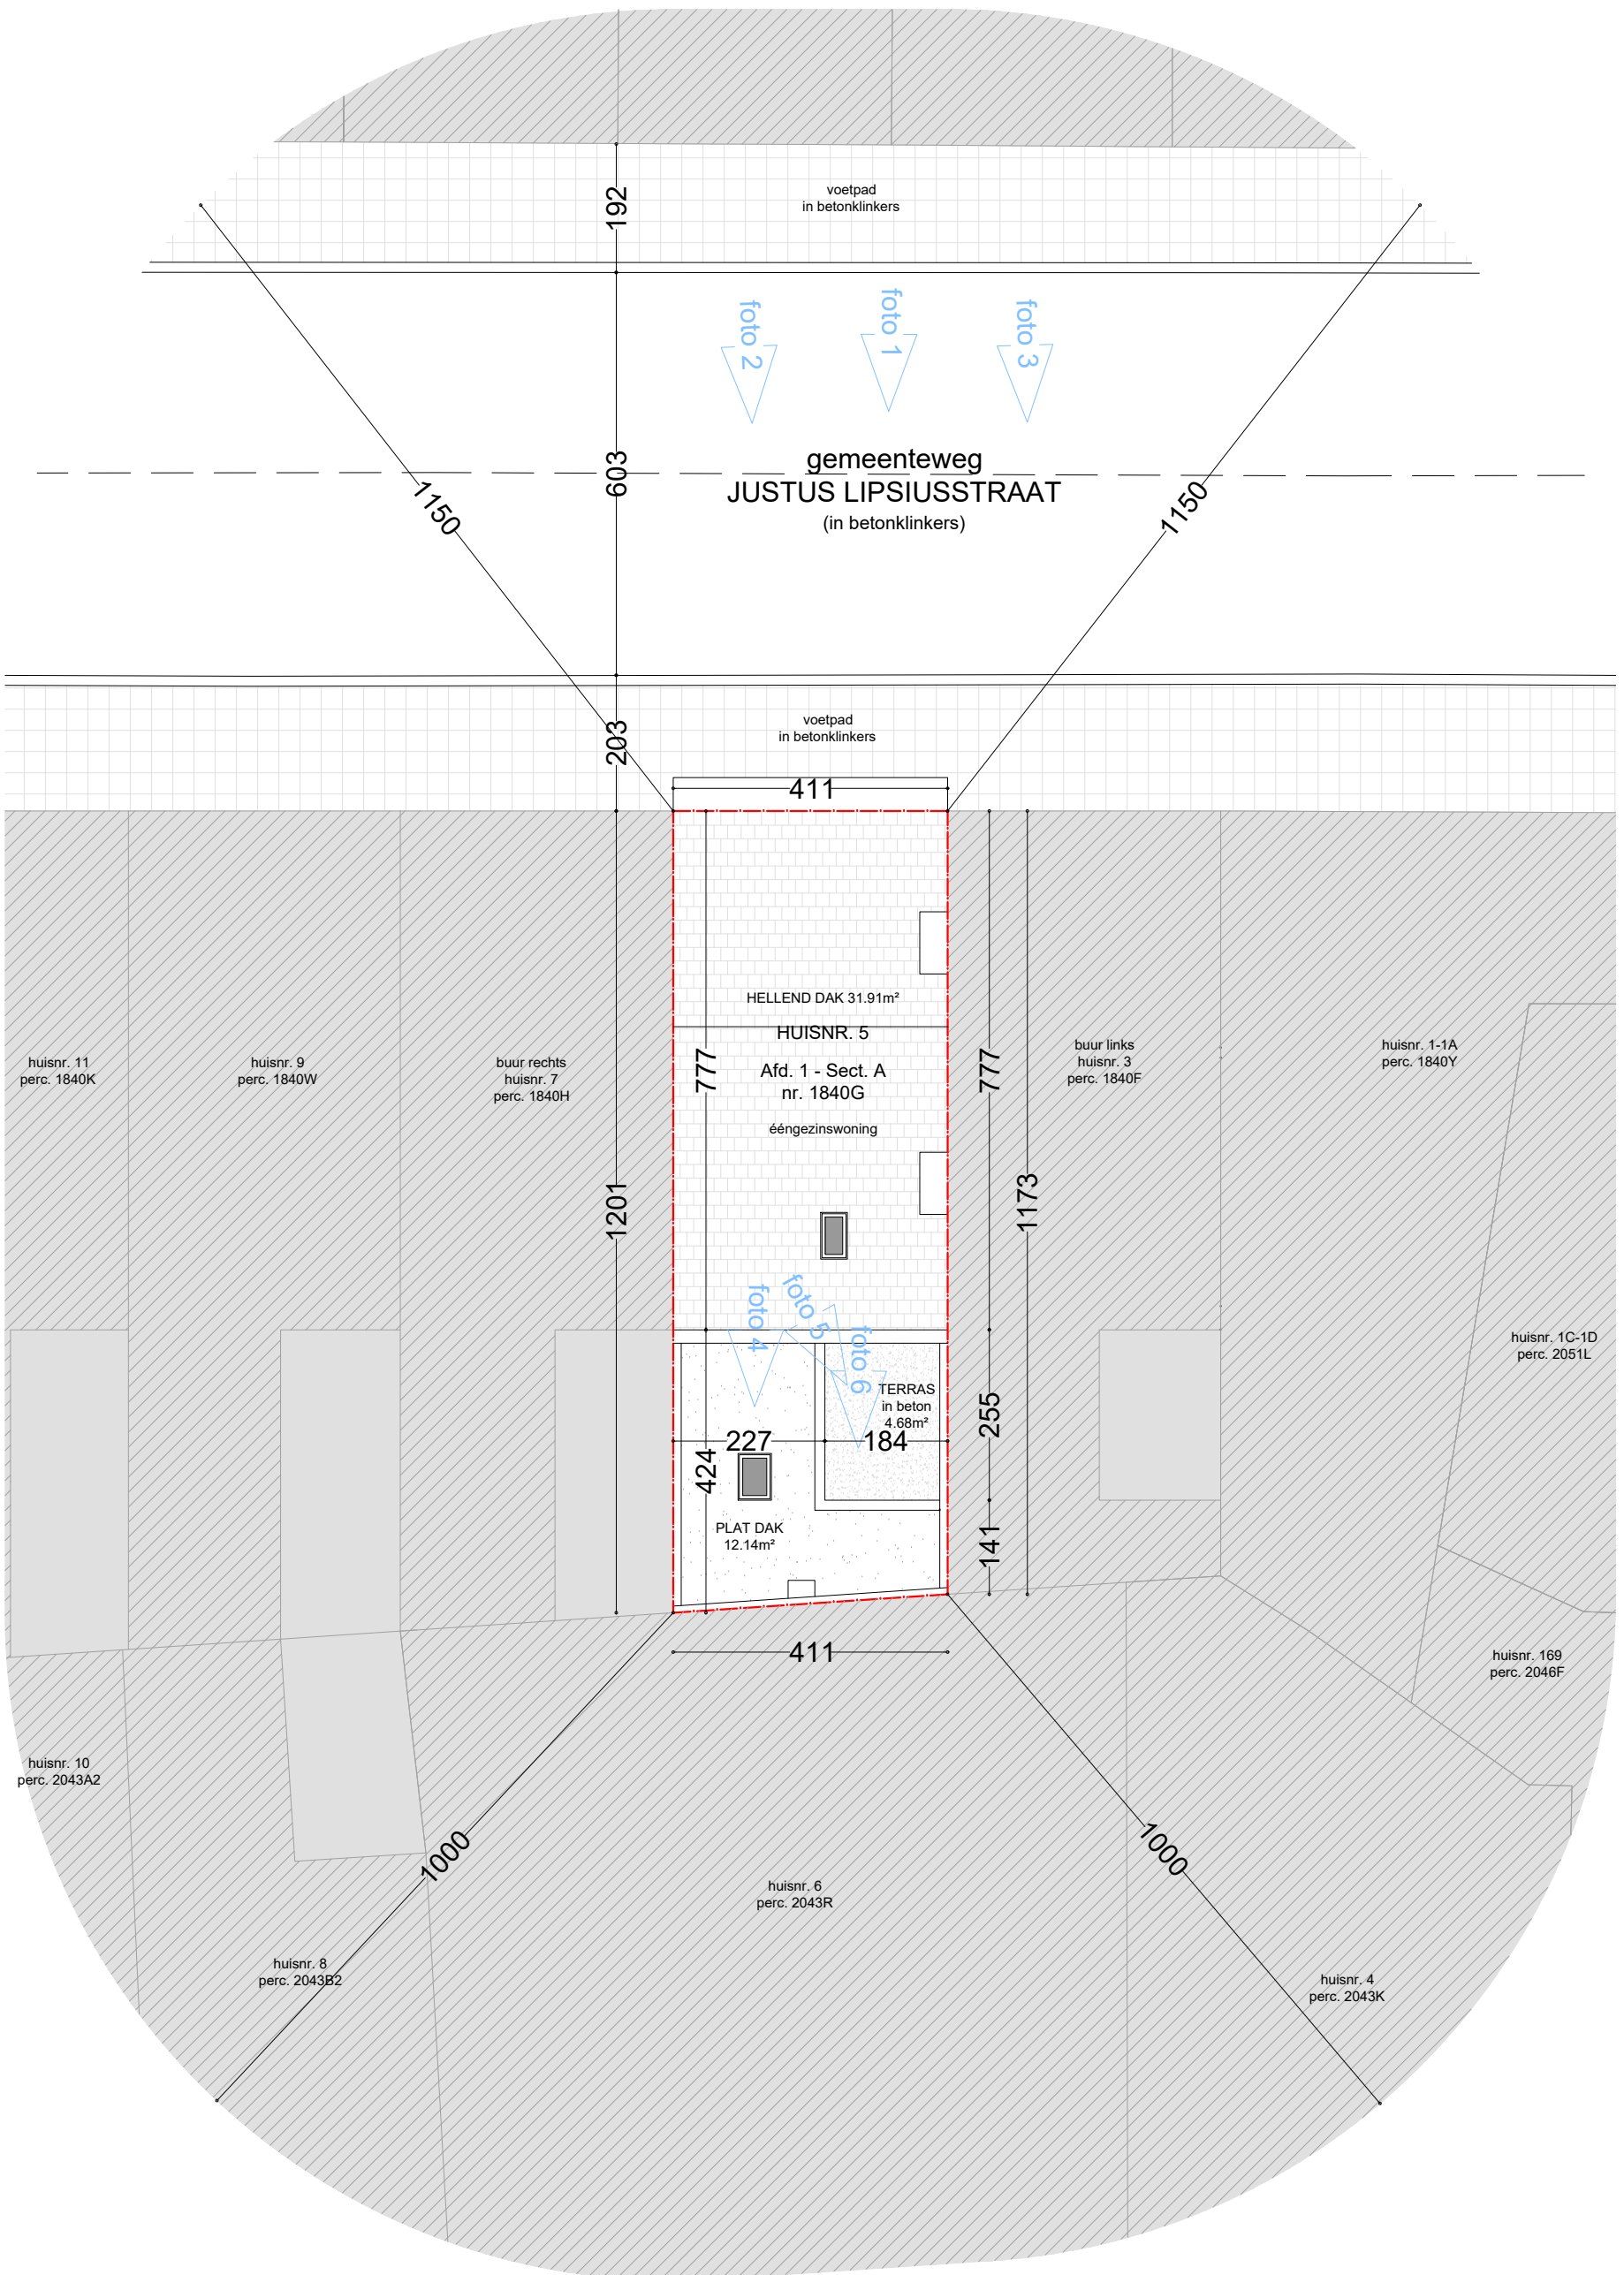 voetpad
in betonklinkers
192
foto 2
foto 1
foto 3
gemeenteweg
JUSTUS LIPSIUSSTRAAT
(in betonklinkers)
603
1150
1150
voetpad
in betonklinkers
203
411
HELLEND DAK 31.91m²
HUISNR. 5
Afd. 1 - Sect. A
nr. 1840G
ééngezinswoning
777
777
huisnr. 11
perc. 1840K
huisnr. 9
perc. 1840W
buur rechts
huisnr. 7
perc. 1840H
buur links
huisnr. 3
perc. 1840F
huisnr. 1-1A
perc. 1840Y
1201
1173
foto 4
foto 5
foto 6
huisnr. 1C-1D
perc. 2051L
TERRAS
in beton
4.68m²
255
227
184
424
PLAT DAK
12.14m²
141
411
huisnr. 169
perc. 2046F
huisnr. 10
perc. 2043A2
1000
1000
huisnr. 6
perc. 2043R
huisnr. 8
perc. 2043B2
huisnr. 4
perc. 2043K